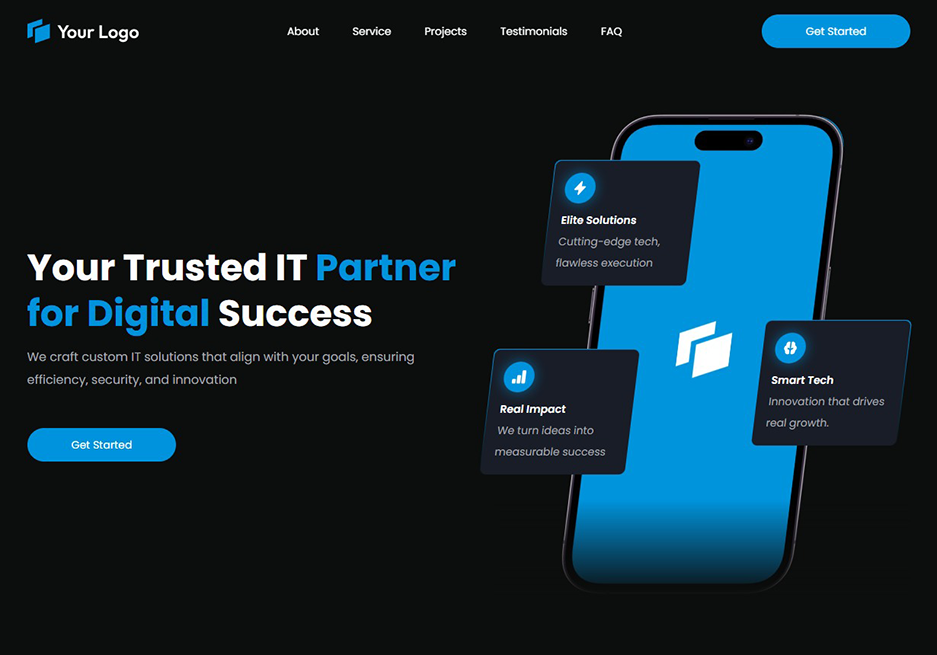 Your Logo
About
Service
Projects
Testimonials
FAQ
Get Started
Your Trusted IT Partner
for Digital Success
We craft custom IT solutions that align with your goals, ensuring
efficiency, security, and innovation
Get Started
Elite Solutions
Cutting-edge tech,
flawless execution
Real Impact
We turn ideas into
measurable success
Smart Tech
Innovation that drives
real growth.